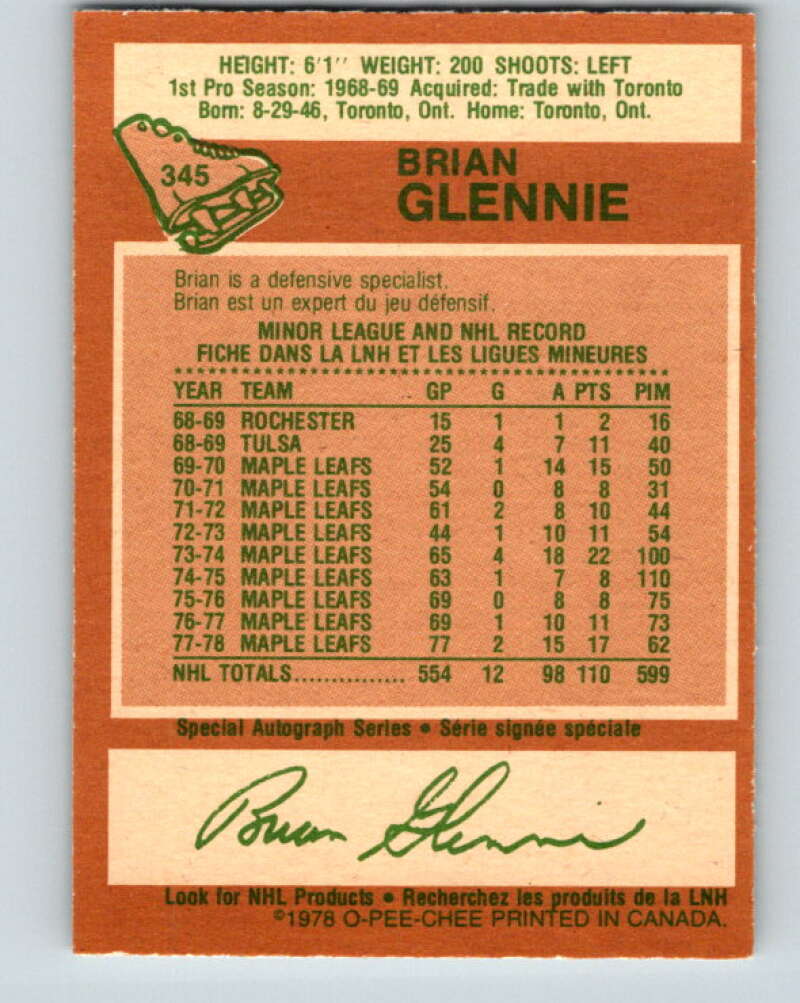 HEIGHT: 6'1'' WEIGHT: 200 SHOOTS: LEFT
1st Pro Season: 1968-69 Acquired: Trade with Toronto
Born: 8-29-46, Toronto, Ont. Home: Toronto, Ont.
345
BRIAN
GLENNIE
Brian is a defensive specialist.
Brian est un expert du jeu défensif.
MINOR LEAGUE AND NHL RECORD
FICHE DANS LA LNH ET LES LIGUES MINEURES
YEAR TEAM GP G A PTS PIM
68-69 ROCHESTER 15 1 1 2 16
68-69 TULSA 25 4 7 11 40
69-70 MAPLE LEAFS 52 1 14 15 50
70-71 MAPLE LEAFS 54 0 8 8 31
71-72 MAPLE LEAFS 61 2 8 10 44
72-73 MAPLE LEAFS 44 1 10 11 54
73-74 MAPLE LEAFS 65 4 18 22 100
74-75 MAPLE LEAFS 63 1 7 8 110
75-76 MAPLE LEAFS 69 0 8 8 75
76-77 MAPLE LEAFS 69 1 10 11 73
77-78 MAPLE LEAFS 77 2 15 17 62
NHL TOTALS............... 554 12 98 110 599
Special Autograph Series • Série signée spéciale
Brian Glennie
Look for NHL Products • Recherchez les produits de la LNH
©1978 O-PEE-CHEE PRINTED IN CANADA.